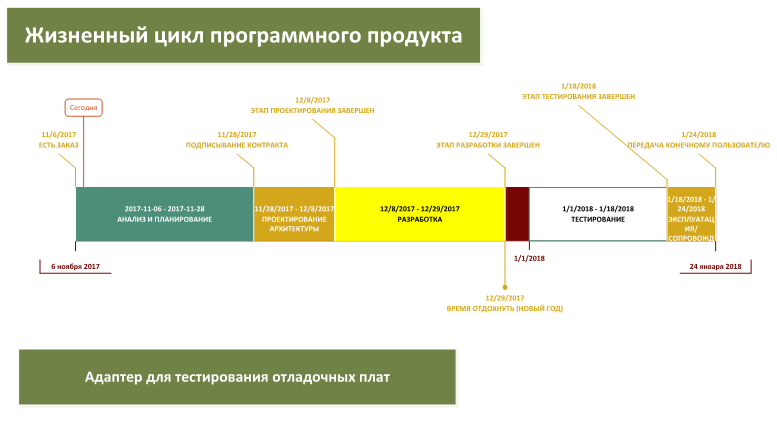 Жизненный цикл программного продукта
1/18/2018
ЭТАП ТЕСТИРОВАНИЯ ЗАВЕРШЕН
12/8/2017
ЭТАП ПРОЕКТИРОВАНИЯ ЗАВЕРШЕН
Сегодня
11/6/2017
ЕСТЬ ЗАКАЗ
11/28/2017
ПОДПИСЫВАНИЕ КОНТРАКТА
12/29/2017
ЭТАП РАЗРАБОТКИ ЗАВЕРШЕН
1/24/2018
ПЕРЕДАЧА КОНЕЧНОМУ ПОЛЬЗОВАТЕЛЮ
2017-11-06 - 2017-11-28
АНАЛИЗ И ПЛАНИРОВАНИЕ
11/28/2017 - 12/8/2017
ПРОЕКТИРОВАНИЕ
АРХИТЕКТУРЫ
12/8/2017 - 12/29/2017
РАЗРАБОТКА
1/1/2018 - 1/18/2018
ТЕСТИРОВАНИЕ
1/18/2018 - 1/
24/2018
ЭКСПЛУАТАЦ
ИЯ/
СОПРОВОЖД
1/1/2018
6 ноября 2017
24 января 2018
12/29/2017
ВРЕМЯ ОТДОХНУТЬ (НОВЫЙ ГОД)
Адаптер для тестирования отладочных плат